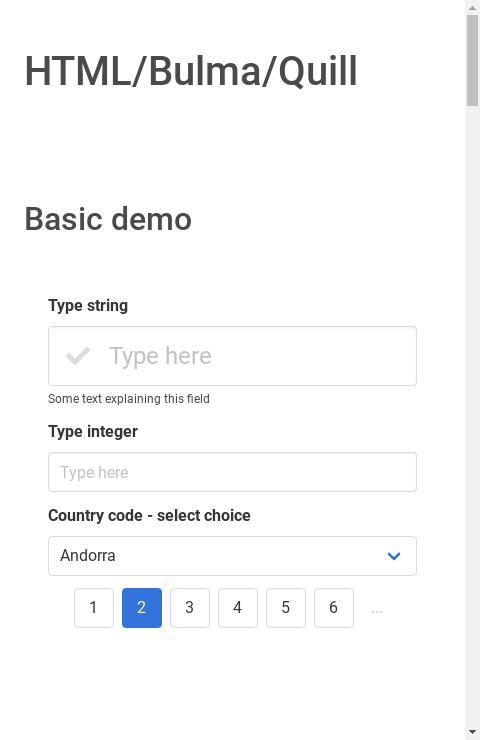 HTML/Bulma/Quill
Basic demo
Type string
Type here
Some text explaining this field
Type integer
Type here
Country code - select choice
Andorra
1 2 3 4 5 6 ...